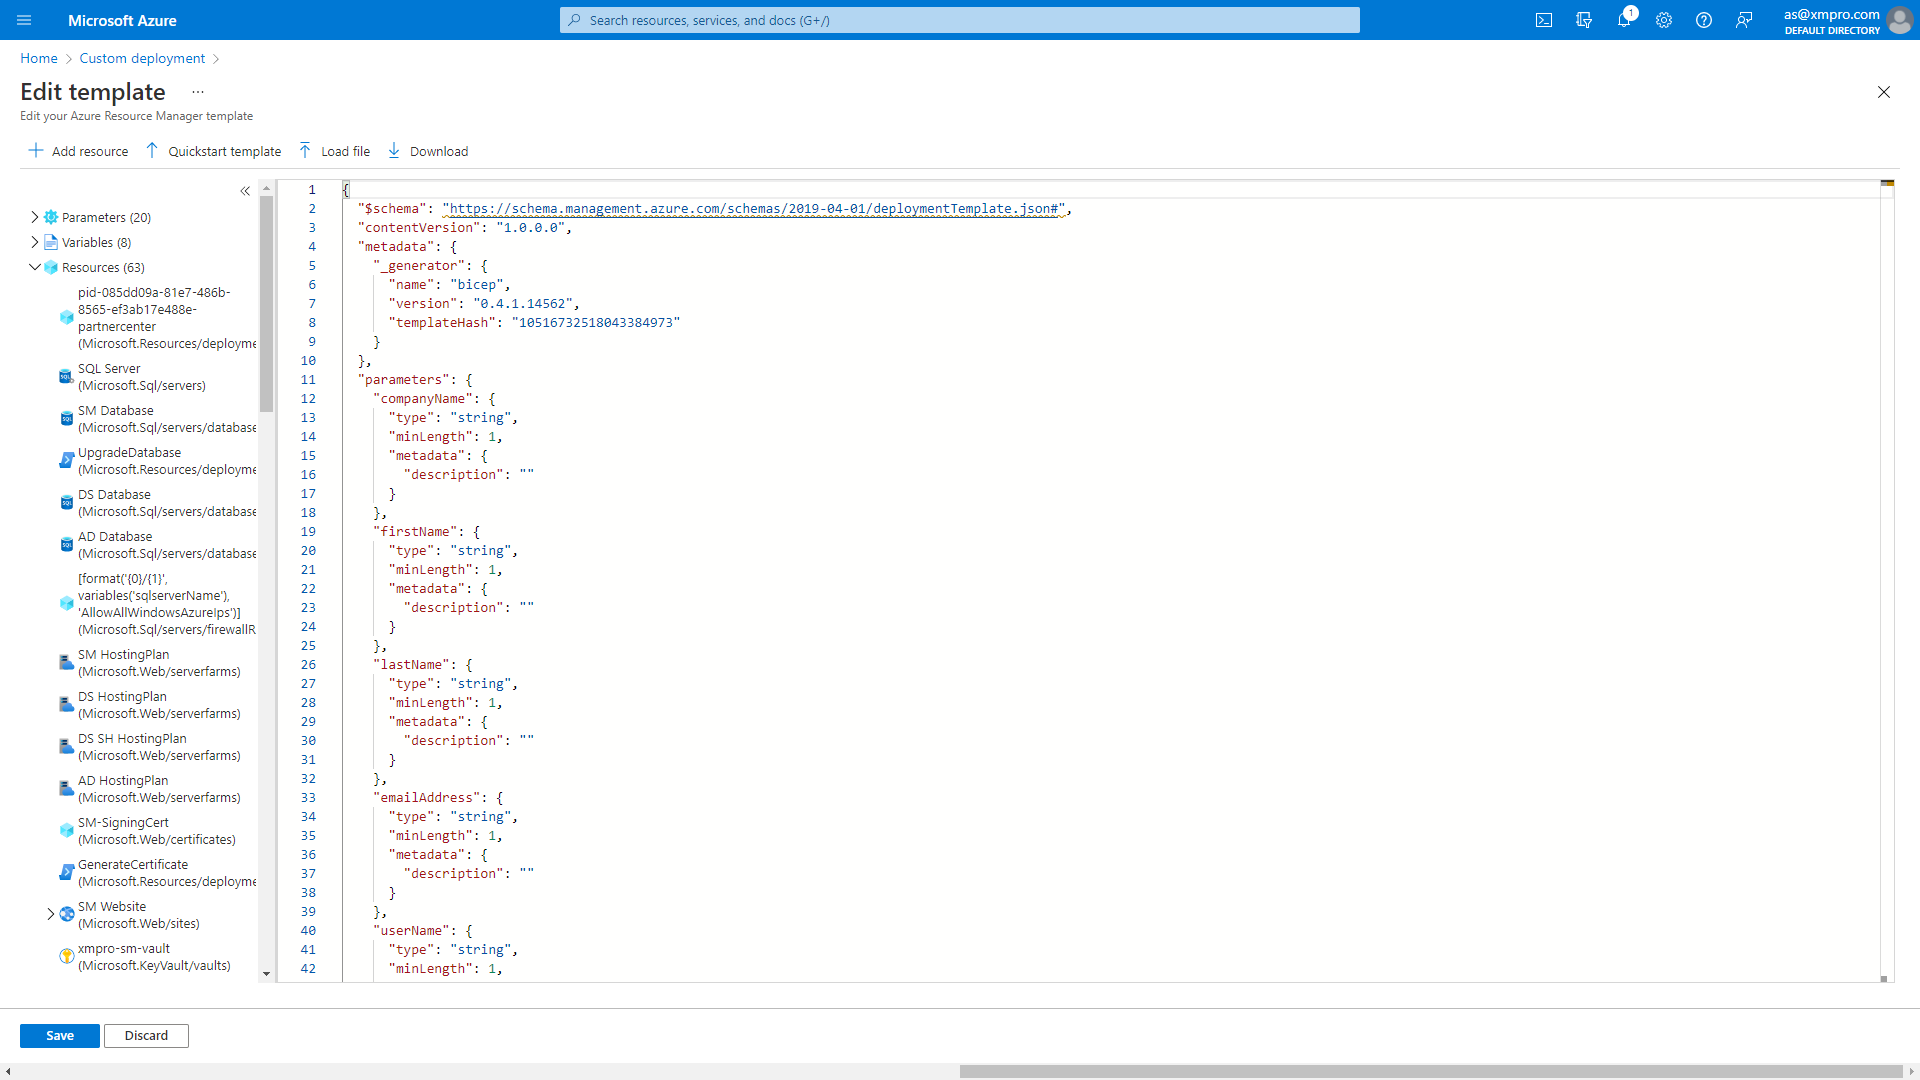 Microsoft Azure
Search resources, services, and docs (G+/)
1
as@xmpro.com
DEFAULT DIRECTORY
Home > Custom deployment >
Edit template ...
Edit your Azure Resource Manager template
Add resource
Quickstart template
Load file
Download
«
Parameters (20)
Variables (8)
Resources (63)
pid-085dd09a-81e7-486b-
8565-ef3ab17e488e-
partnercenter
(Microsoft.Resources/deployme
SQL Server
(Microsoft.Sql/servers)
SM Database
(Microsoft.Sql/servers/database
UpgradeDatabase
(Microsoft.Resources/deployme
DS Database
(Microsoft.Sql/servers/database
AD Database
(Microsoft.Sql/servers/database
[format('{0}/{1}',
variables('sqlserverName'),
'AllowAllWindowsAzureIps')]
(Microsoft.Sql/servers/firewallR
SM HostingPlan
(Microsoft.Web/serverfarms)
DS HostingPlan
(Microsoft.Web/serverfarms)
DS SH HostingPlan
(Microsoft.Web/serverfarms)
AD HostingPlan
(Microsoft.Web/serverfarms)
SM-SigningCert
(Microsoft.Web/certificates)
GenerateCertificate
(Microsoft.Resources/deployme
SM Website
(Microsoft.Web/sites)
xmpro-sm-vault
(Microsoft.KeyVault/vaults)
1 {
2 "$schema": "https://schema.management.azure.com/schemas/2019-04-01/deploymentTemplate.json#",
3 "contentVersion": "1.0.0.0",
4 "metadata": {
5 "_generator": {
6 "name": "bicep",
7 "version": "0.4.1.14562",
8 "templateHash": "10516732518043384973"
9 }
10 },
11 "parameters": {
12 "companyName": {
13 "type": "string",
14 "minLength": 1,
15 "metadata": {
16 "description": ""
17 }
18 },
19 "firstName": {
20 "type": "string",
21 "minLength": 1,
22 "metadata": {
23 "description": ""
24 }
25 },
26 "lastName": {
27 "type": "string",
28 "minLength": 1,
29 "metadata": {
30 "description": ""
31 }
32 },
33 "emailAddress": {
34 "type": "string",
35 "minLength": 1,
36 "metadata": {
37 "description": ""
38 }
39 },
40 "userName": {
41 "type": "string",
42 "minLength": 1,
Save
Discard